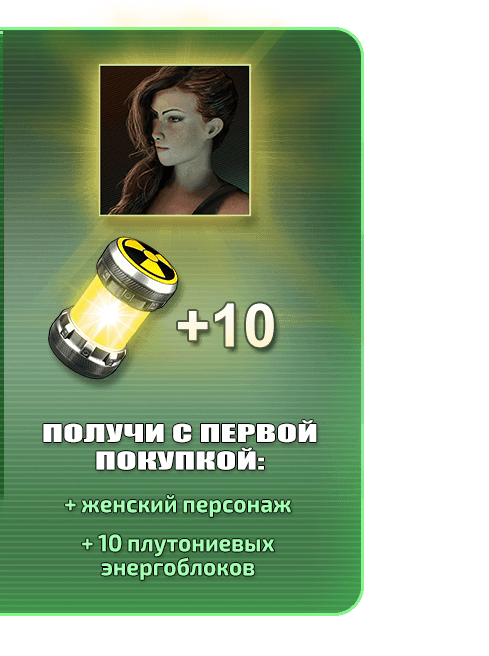 +10
ПОЛУЧИ С ПЕРВОЙ
ПОКУПКОЙ:
+ женский персонаж
+ 10 плутониевых
энергоблоков